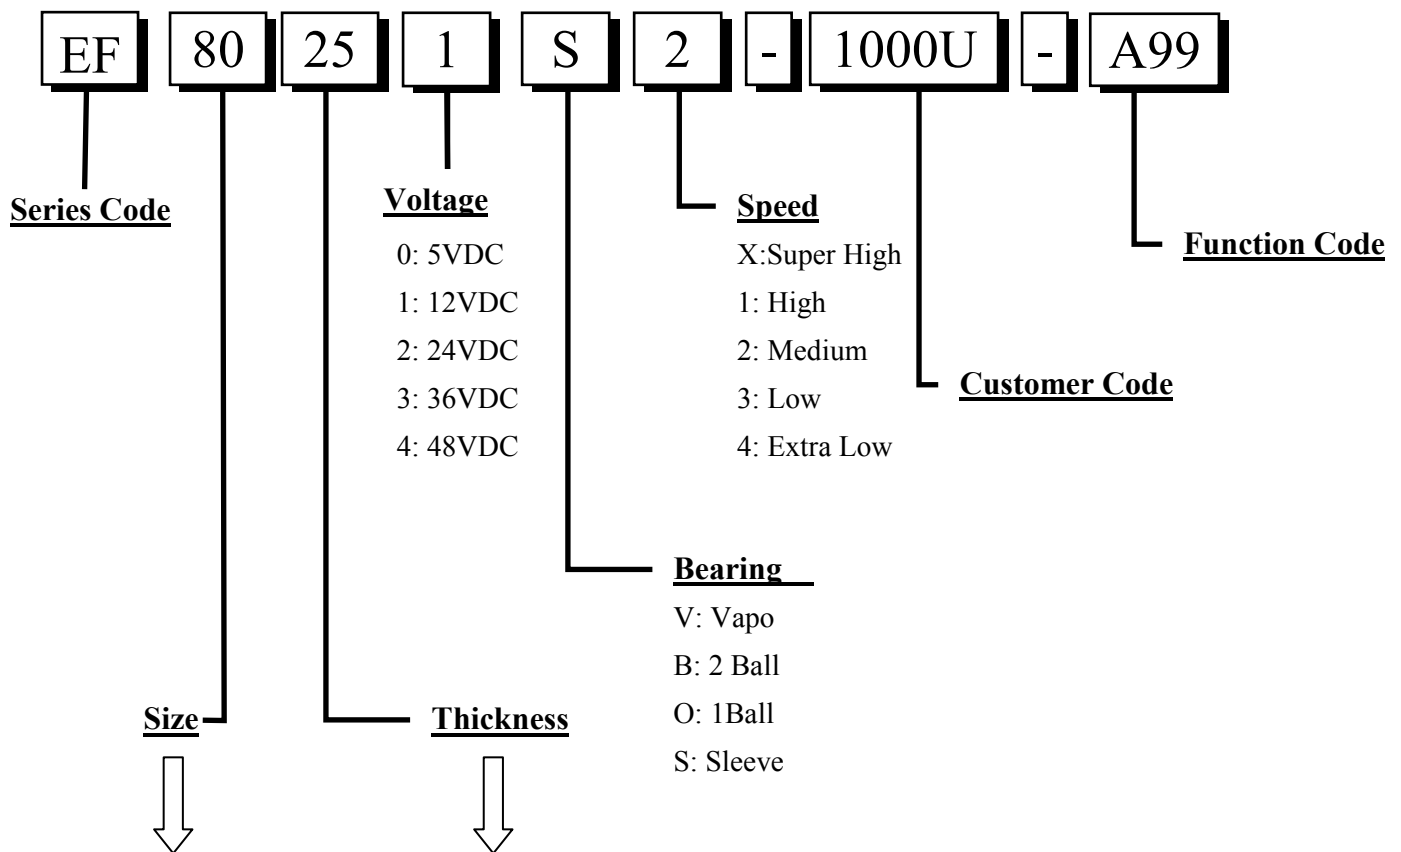 EF 80 25 1 S 2 - 1000U - A99
Series Code
Voltage
0: 5VDC
1: 12VDC
2: 24VDC
3: 36VDC
4: 48VDC
Speed
X:Super High
1: High
2: Medium
3: Low
4: Extra Low
Function Code
Customer Code
Bearing
V: Vapo
B: 2 Ball
O: 1Ball
S: Sleeve
Size
Thickness